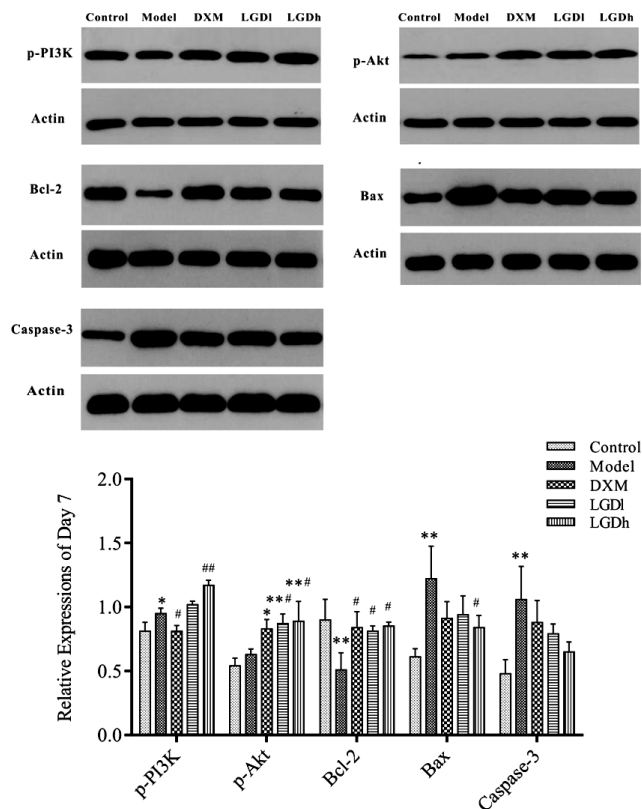 Control Model DXM LGDl LGDh
p-PI3K
Actin
Bcl-2
Actin
Caspase-3
Actin
Control Model DXM LGDl LGDh
p-Akt
Actin
Bax
Actin
Control
Model
DXM
LGDl
LGDh
Relative Expressions of Day 7
2.0
1.5
1.0
0.5
0.0
* # ##
* ** # ** #
** # # #
** #
**
p-PI3K p-Akt Bcl-2 Bax Caspase-3